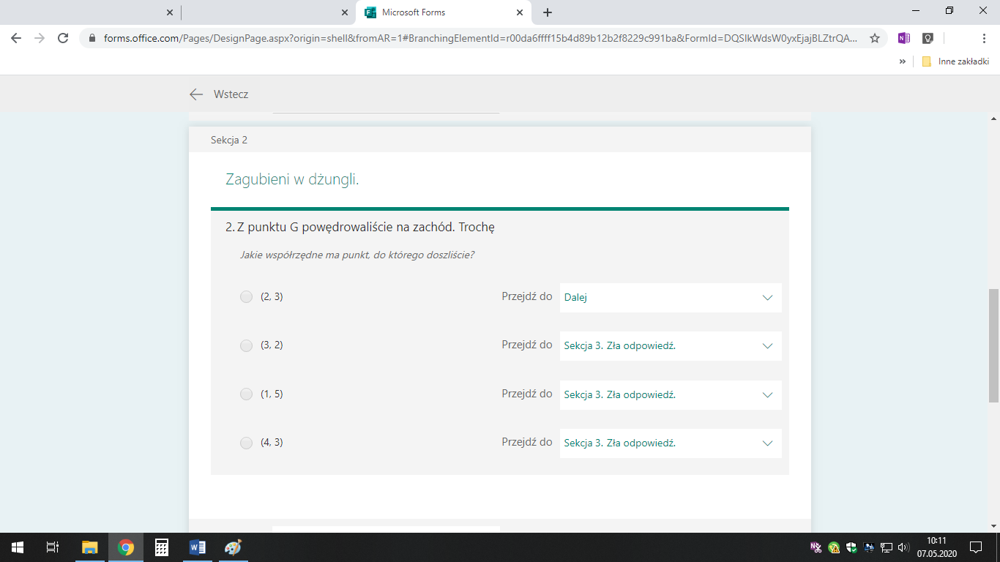 Microsoft Forms
forms.office.com/Pages/DesignPage.aspx?origin=shell&fromAR=1#BranchingElementId=r00da6ffff15b4d89b12b2f8229c991ba&FormId=DQSIkWdsW0yxEjajBLZtrQA...
» Inne zakładki
Wstecz
Sekcja 2
Zagubieni w dżungli.
2. Z punktu G powędrowaliście na zachód. Trochę
Jakie współrzędne ma punkt, do którego doszliście?
(2, 3) Przejdź do Dalej
(3, 2) Przejdź do Sekcja 3. Zła odpowiedź.
(1, 5) Przejdź do Sekcja 3. Zła odpowiedź.
(4, 3) Przejdź do Sekcja 3. Zła odpowiedź.
10:11
07.05.2020